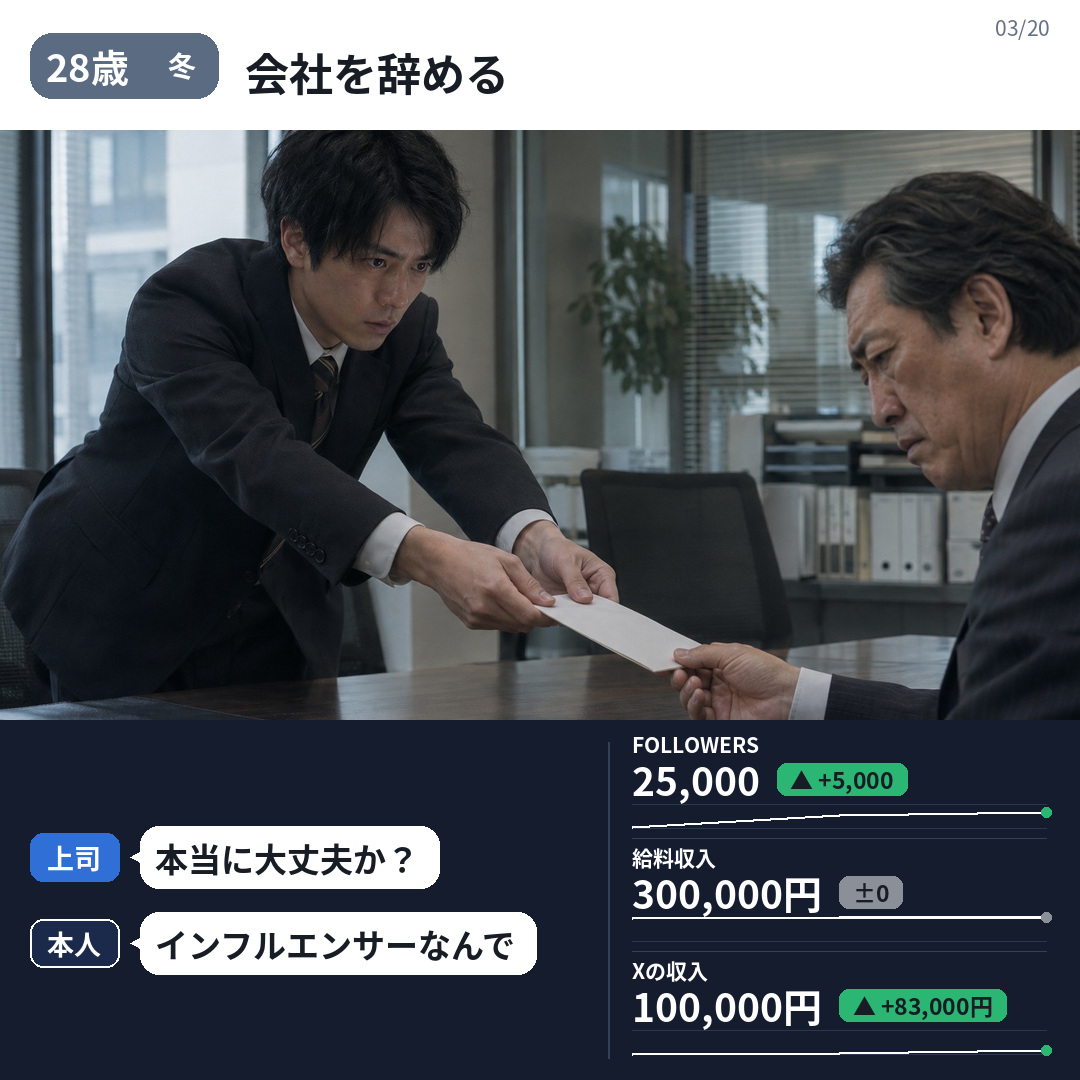 03/20
28歳 冬 会社を辞める
上司 本当に大丈夫か？
本人 インフルエンサーなんで
FOLLOWERS
25,000 ▲ +5,000
給料収入
300,000円 ±0
Xの収入
100,000円 ▲ +83,000円